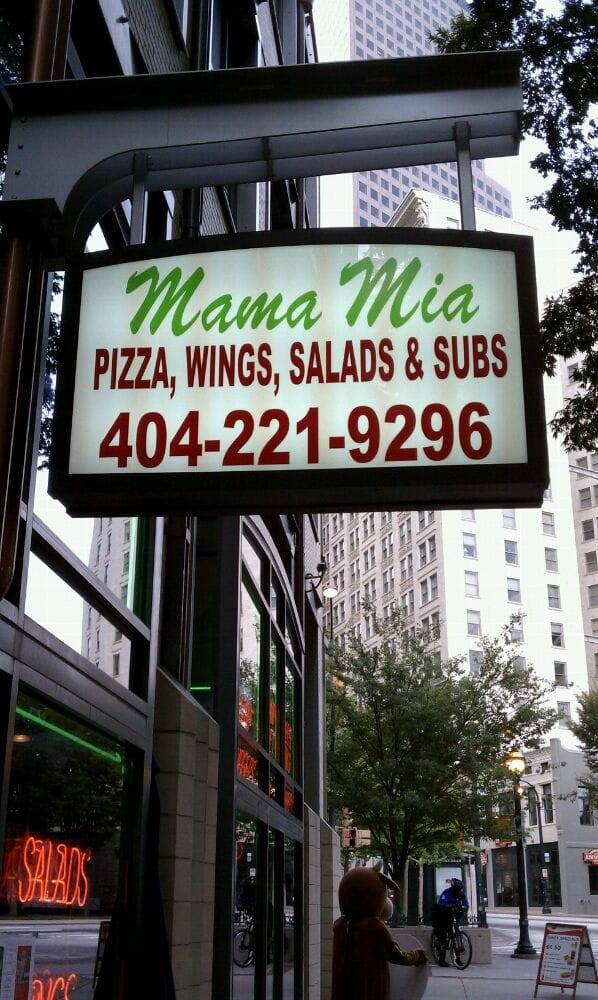 Mama Mia
PIZZA, WINGS, SALADS & SUBS
404-221-9296
SALADS